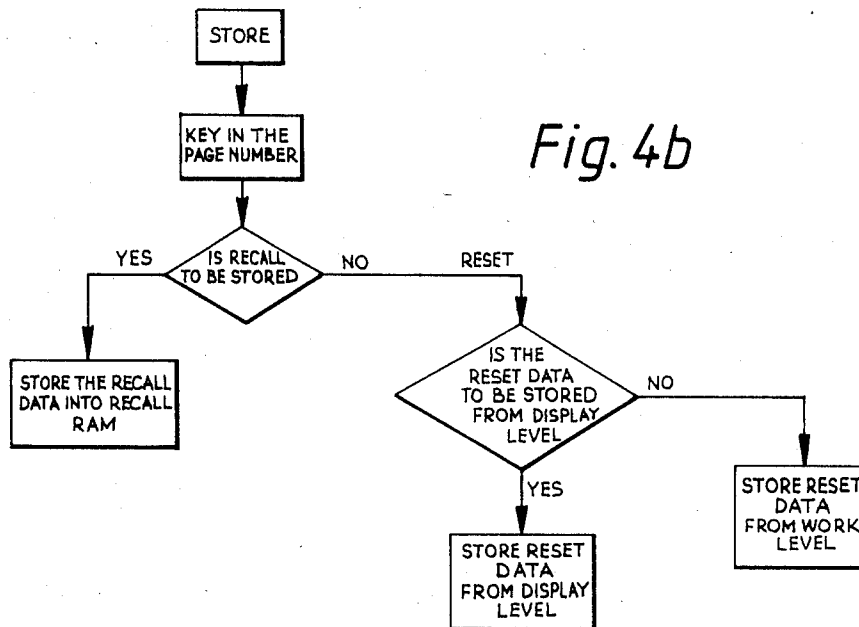 STORE
KEY IN THE
PAGE NUMBER
Fig. 4b
IS RECALL
TO BE STORED
YES
NO
RESET
STORE THE RECALL
DATA INTO RECALL
RAM
IS THE
RESET DATA
TO BE STORED
FROM DISPLAY
LEVEL
NO
YES
STORE RESET
DATA
FROM DISPLAY
LEVEL
STORE RESET
DATA
FROM WORK
LEVEL